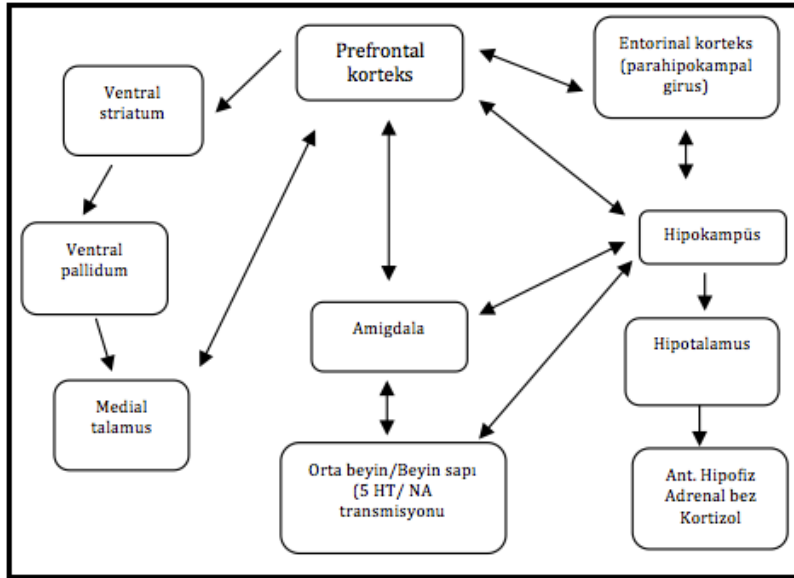 Prefrontal
korteks
Entorinal korteks
(parahipokampal
girus)
Ventral
striatum
Ventral
pallidum
Hipokampüs
Amigdala
Hipotalamus
Medial
talamus
Orta beyin/Beyin sapı
(5 HT/ NA
transmisyonu
Ant. Hipofiz
Adrenal bez
Kortizol